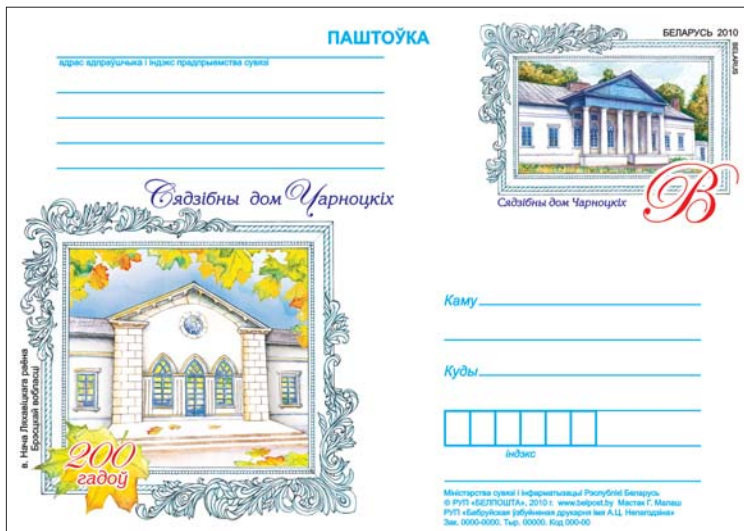 ПАШТОЎКА
адрас адпраўшчыка і індэкс прадпрыемства сувязі
БЕЛАРУСЬ 2010
BELARUS
Сядзібны дом Чарноцкіх
В
Сядзібны дом Чарноцкіх
в. Нача Ляхавіцкага раёна
Брэсцкай вобласці
200
гадоў
Каму
Куды
індэкс
Міністэрства сувязі і інфарматызацыі Рэспублікі Беларусь
© РУП «БЕЛПОШТА», 2010 г. www.belpost.by Мастак Г. Малаш
РУП «Бабруйская ўзбуйненая друкарня імя А.Ц. Непагодзіна»
Зак. 0000-0000. Тыр. 00000. Код 000-00